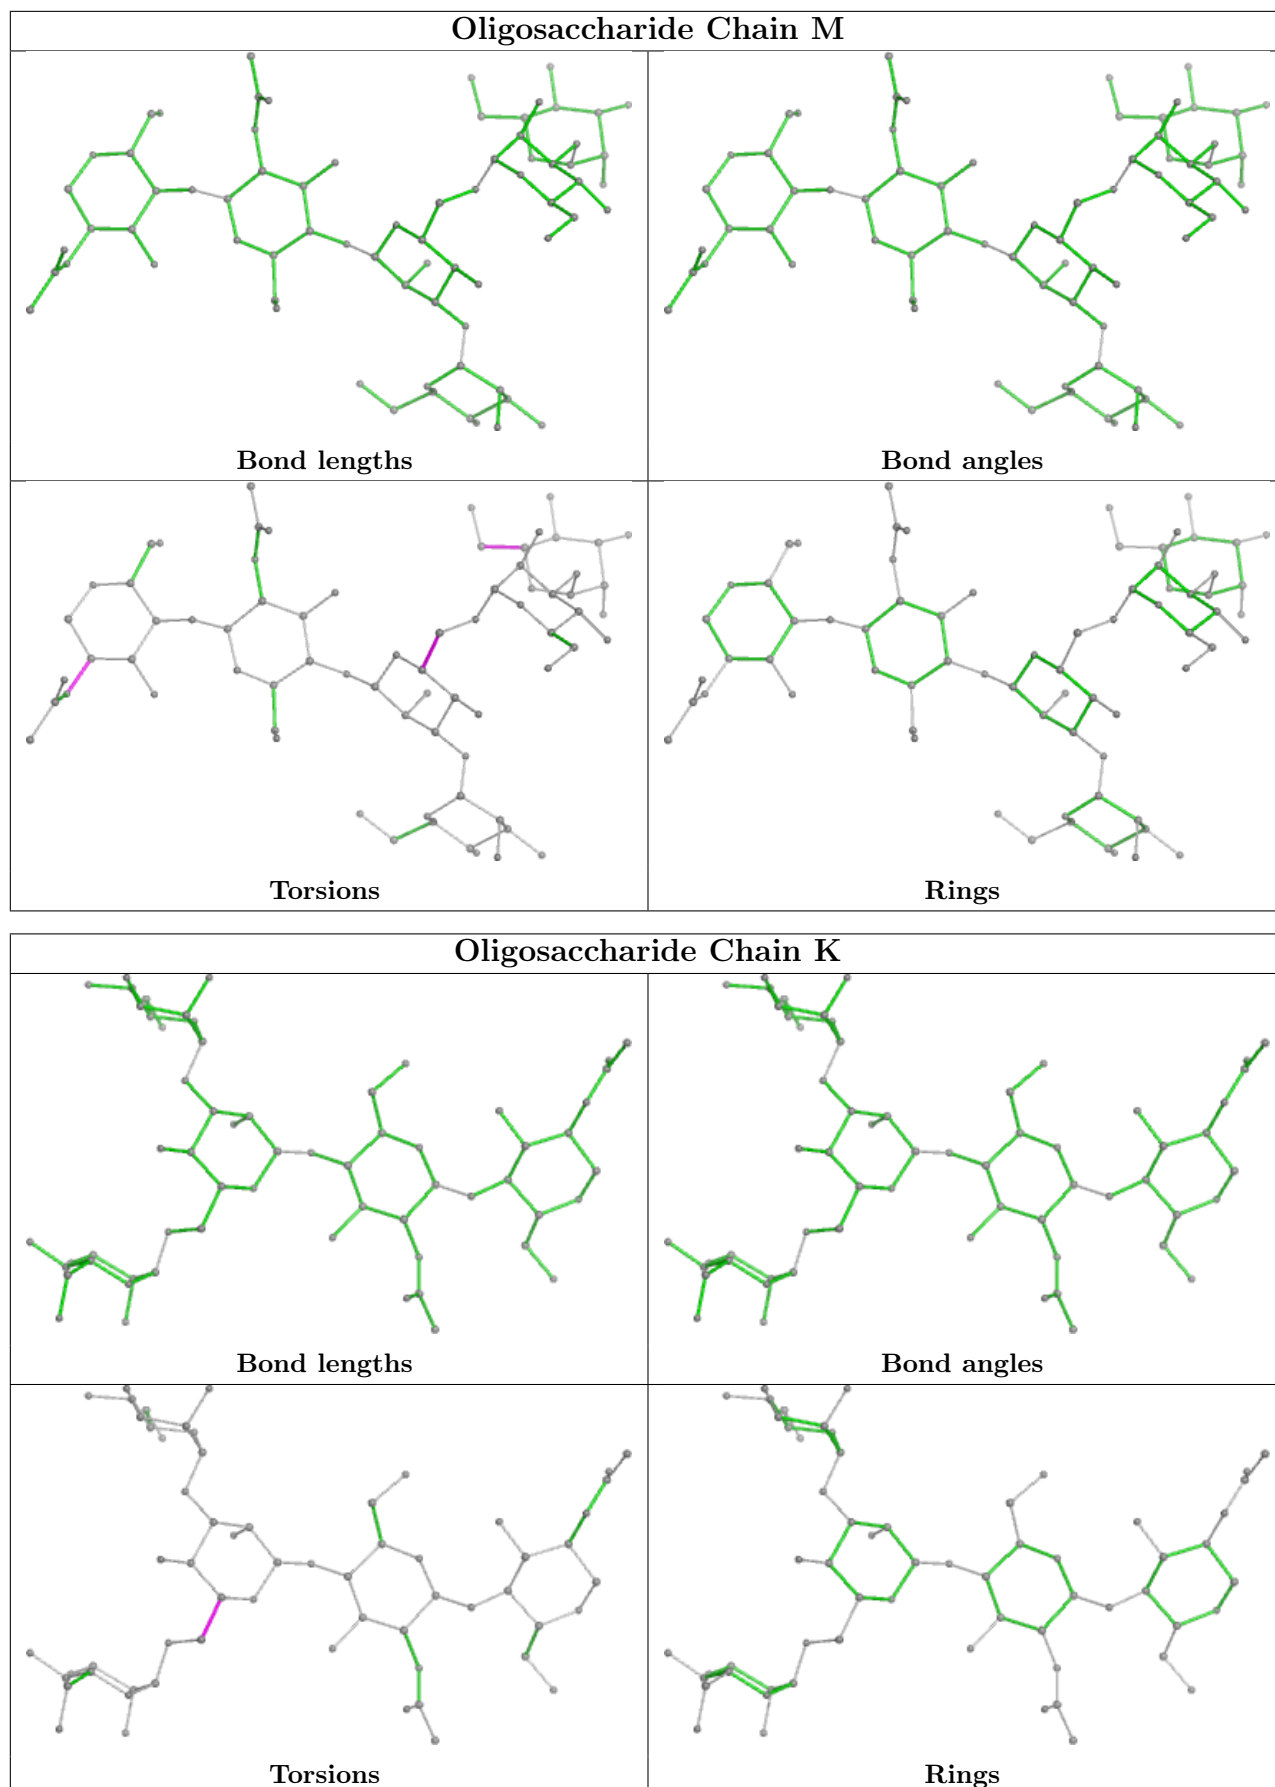 Oligosaccharide Chain M
Bond lengths
Bond angles
Torsions
Rings
Oligosaccharide Chain K
Bond lengths
Bond angles
Torsions
Rings